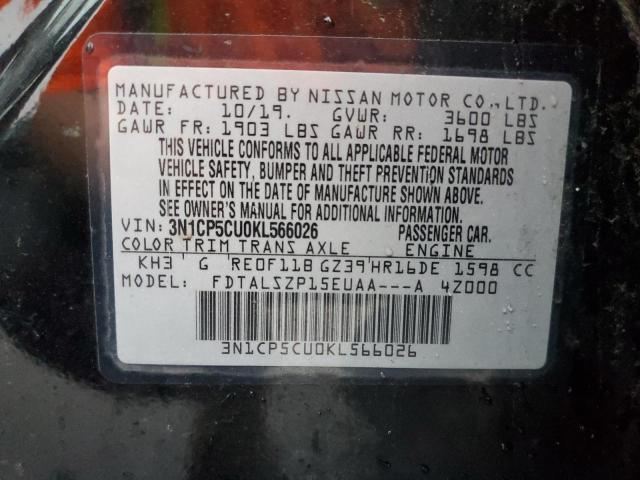 MANUFACTURED BY NISSAN MOTOR CO., LTD.
DATE: 10/19. GVWR: 3600 LBS
GAWR FR: 1903 LBS GAWR RR: 1698 LBS
THIS VEHICLE CONFORMS TO ALL APPLICABLE FEDERAL MOTOR
VEHICLE SAFETY, BUMPER AND THEFT PREVENTION STANDARDS
IN EFFECT ON THE DATE OF MANUFACTURE SHOWN ABOVE.
SEE OWNER'S MANUAL FOR ADDITIONAL INFORMATION.
VIN: 3N1CP5CU0KL566026 PASSENGER CAR.
COLOR TRIM TRANS AXLE ENGINE
KH3 G RE0F11B GZ39 HR16DE 1598 CC
MODEL: FDTALSZP15EUAA---A 4Z000
3N1CP5CU0KL566026